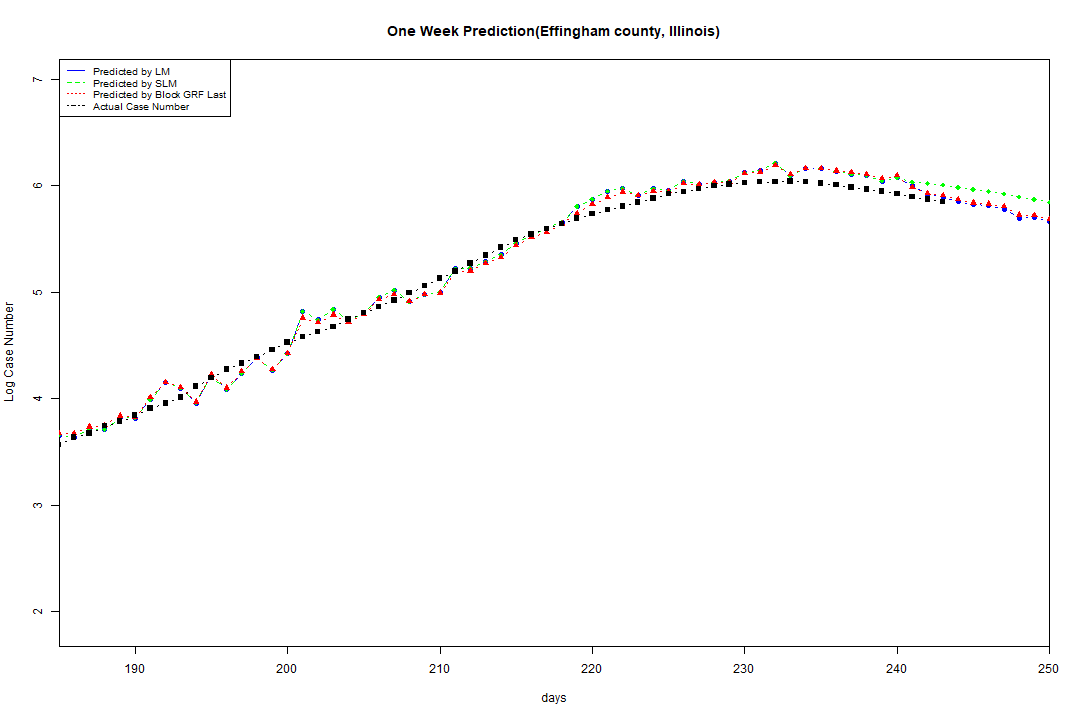 One Week Prediction(Effingham county, Illinois)
Predicted by LM
Predicted by SLM
Predicted by Block GRF Last
Actual Case Number
7
6
5
4
3
2
Log Case Number
190 200 210 220 230 240 250
days